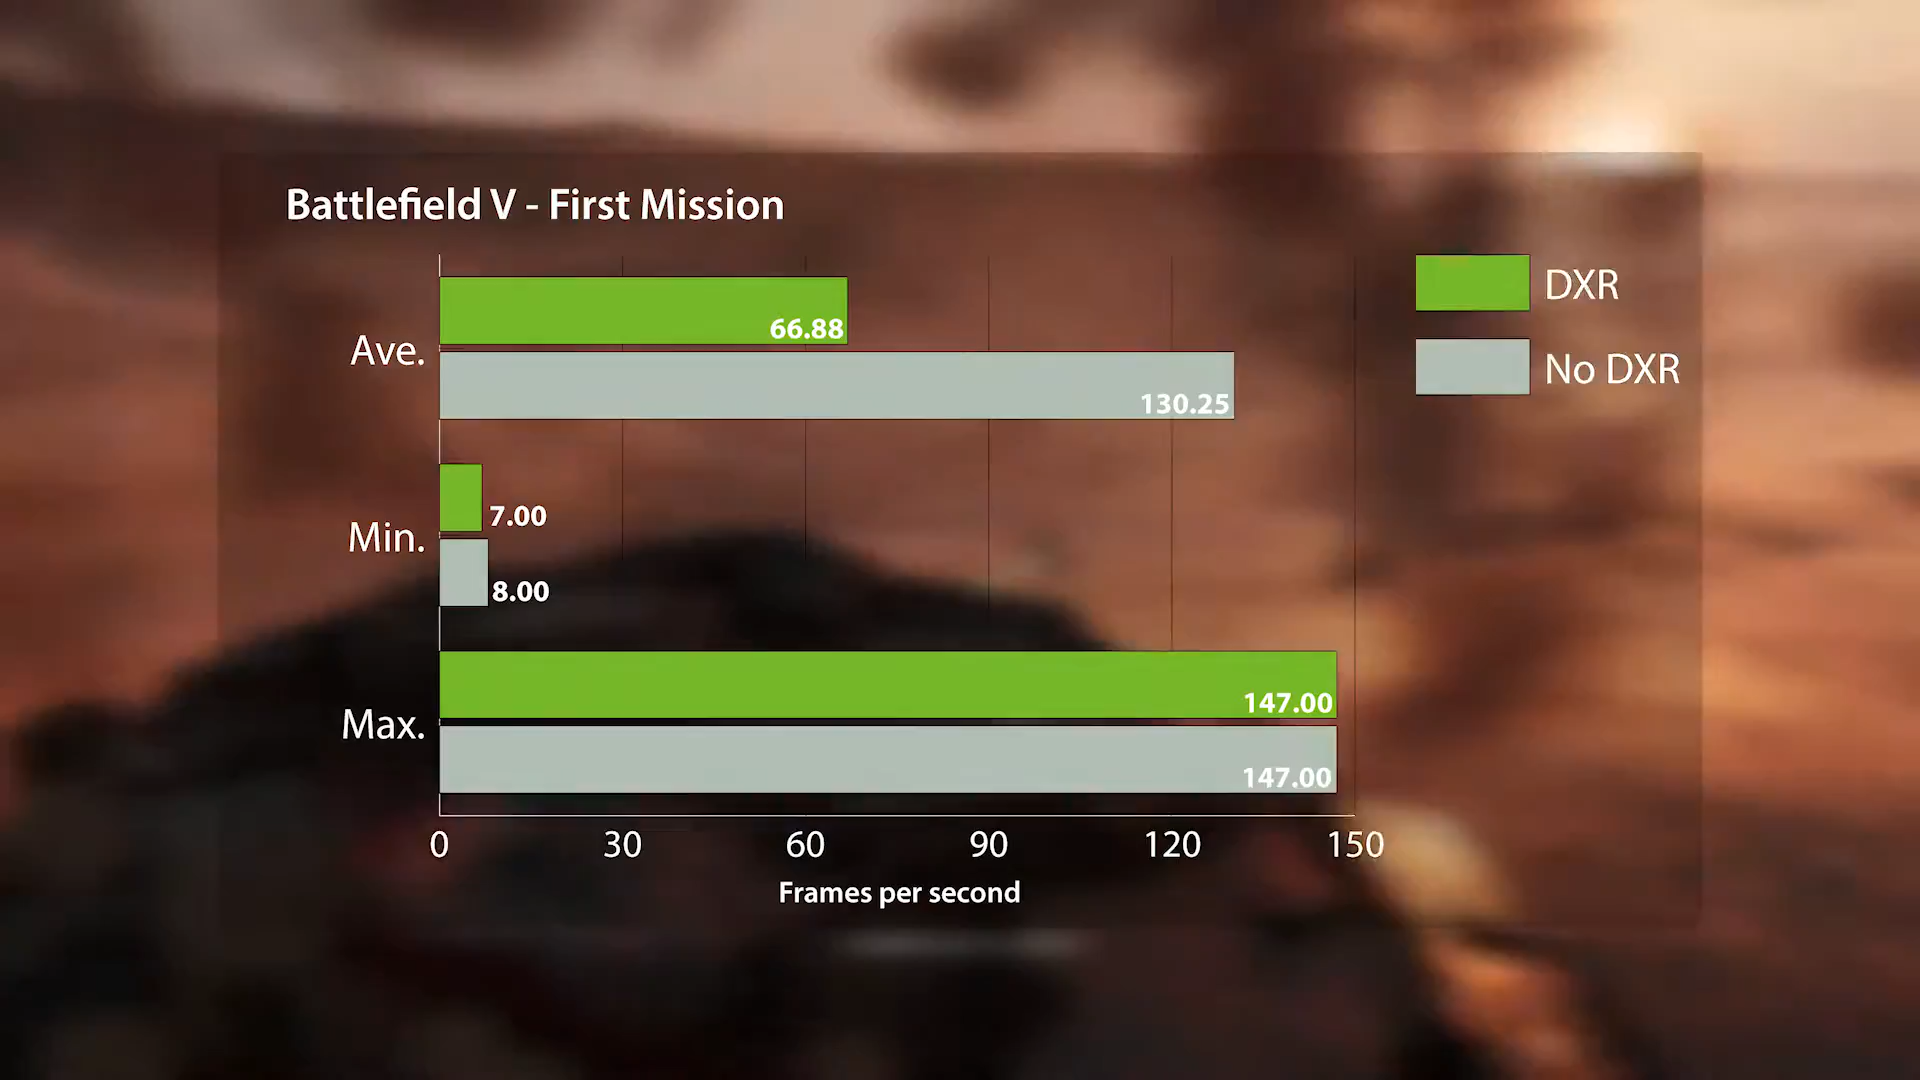 Battlefield V - First Mission
DXR
No DXR
Ave.
66.88
130.25
Min.
7.00
8.00
Max.
147.00
147.00
0 30 60 90 120 150
Frames per second